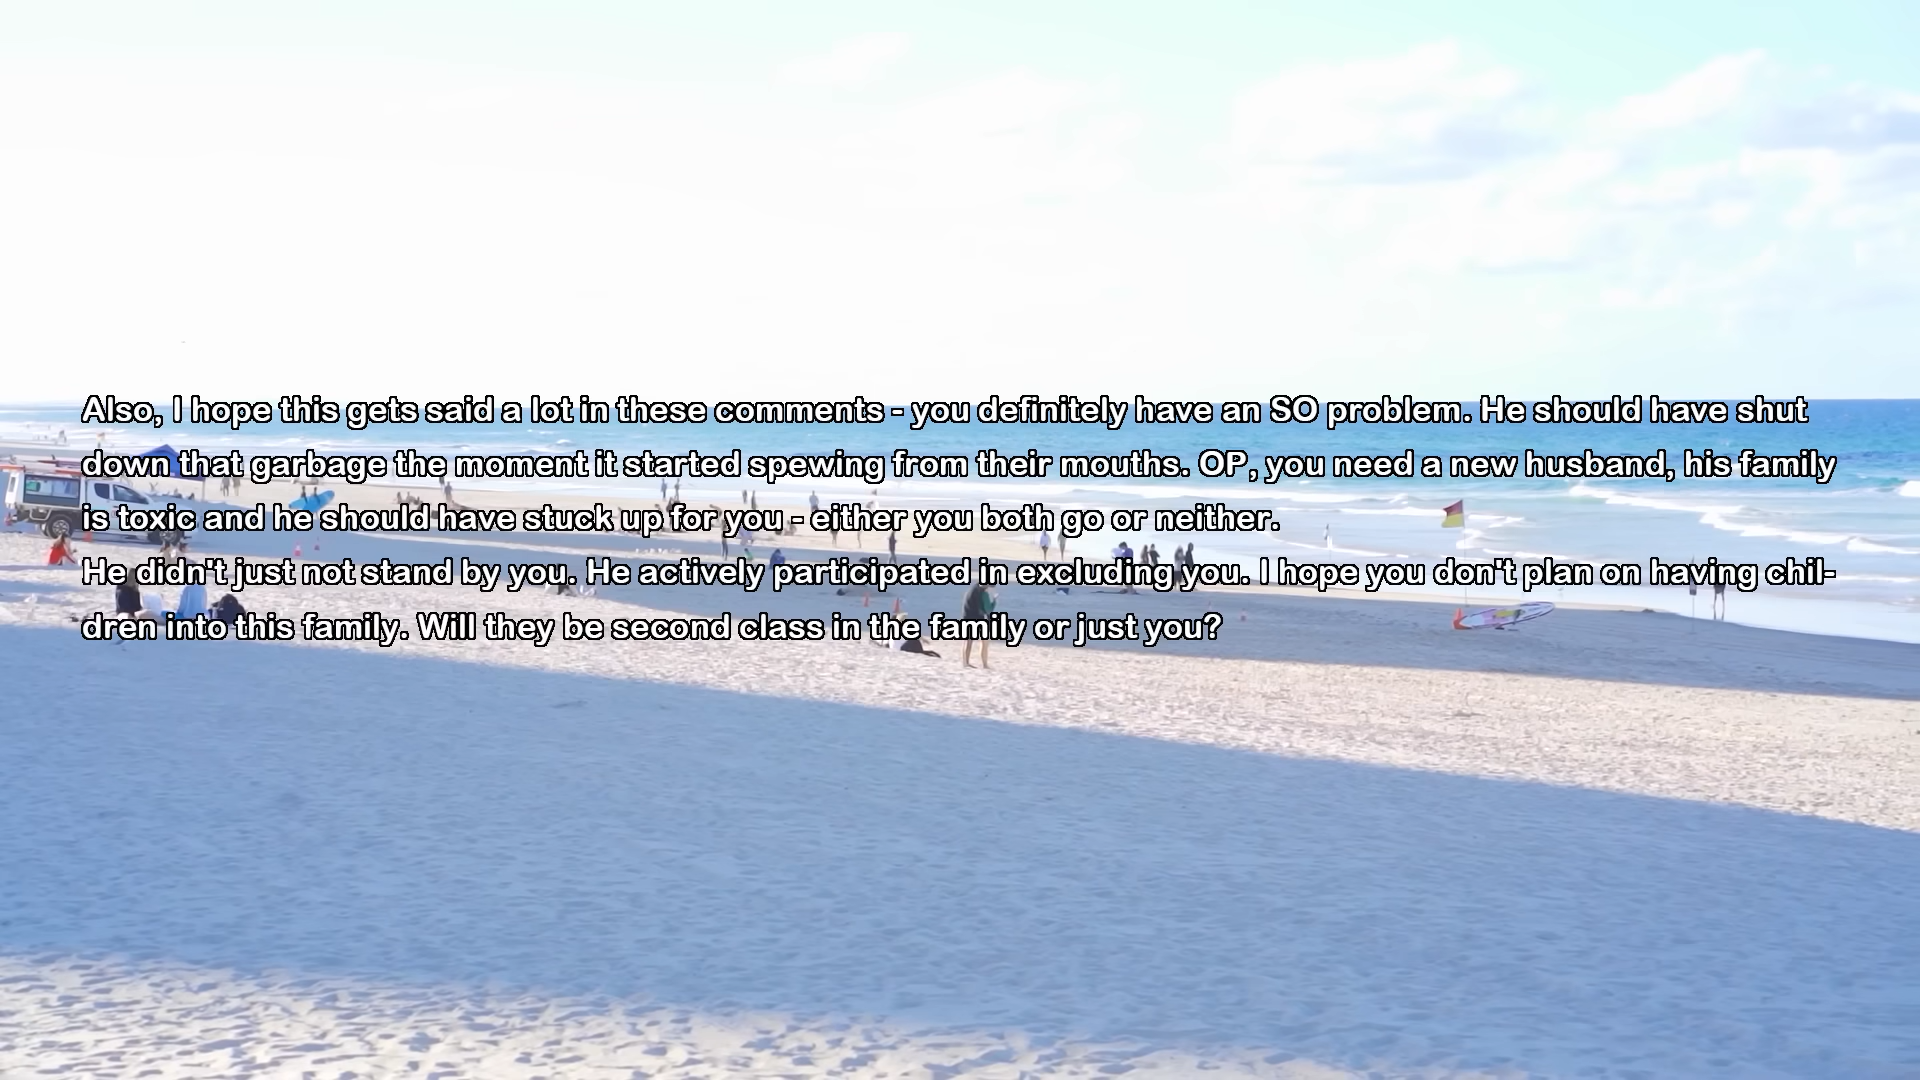 Also, I hope this gets said a lot in these comments - you definitely have an SO problem. He should have shut
down that garbage the moment it started spewing from their mouths. OP, you need a new husband, his family
is toxic and he should have stuck up for you - either you both go or neither.
He didn't just not stand by you. He actively participated in excluding you. I hope you don't plan on having chil-
dren into this family. Will they be second class in the family or just you?